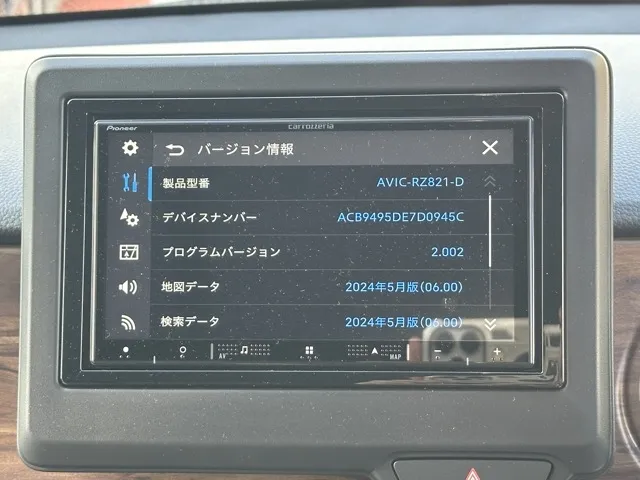 Pioneer
carrozzeria
バージョン情報
製品型番 AVIC-RZ821-D
デバイスナンバー ACB9495DE7D0945C
プログラムバージョン 2.002
地図データ 2024年5月版(06.00)
検索データ 2024年5月版(06.00)
AV MAP